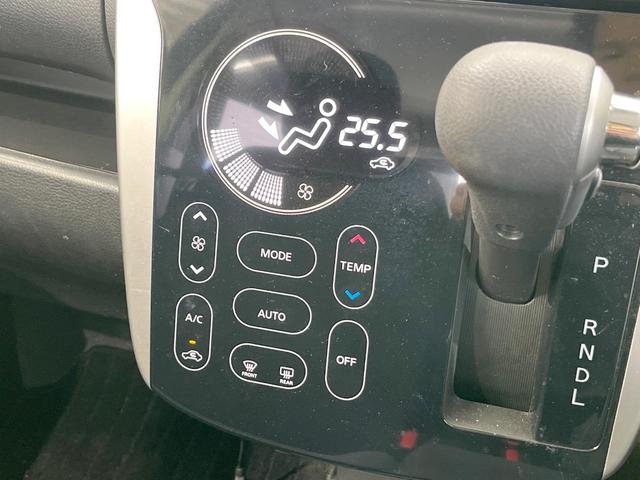 25.5
MODE
TEMP
A/C
AUTO
OFF
FRONT
REAR
P
R
N
D
L